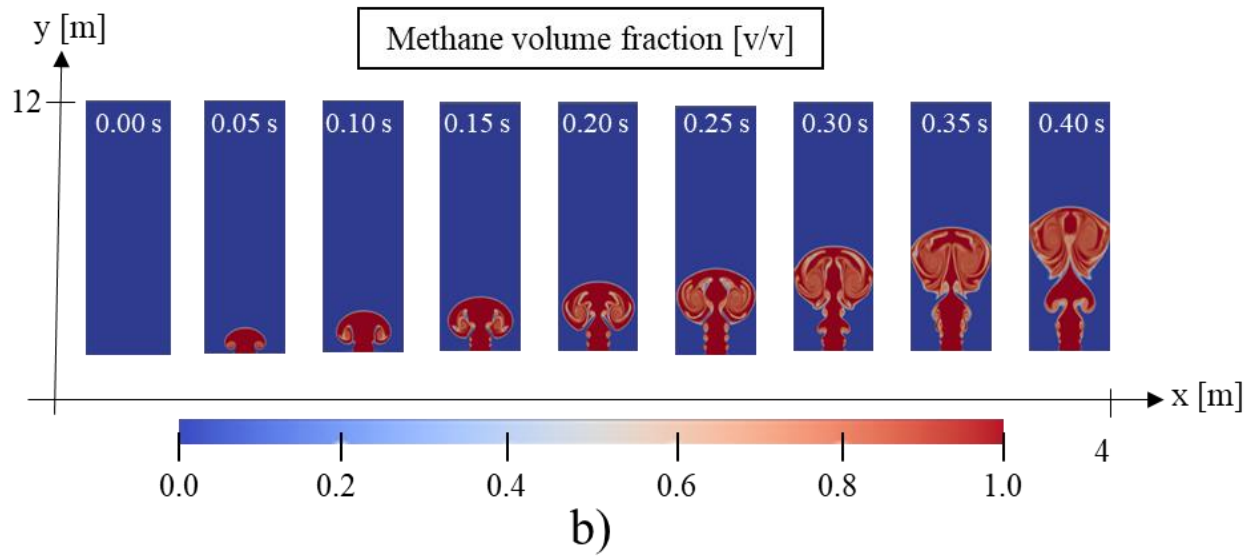 y [m]
Methane volume fraction [v/v]
12
0.00 s 0.05 s 0.10 s 0.15 s 0.20 s 0.25 s 0.30 s 0.35 s 0.40 s
x [m]
4
0.0 0.2 0.4 0.6 0.8 1.0
b)